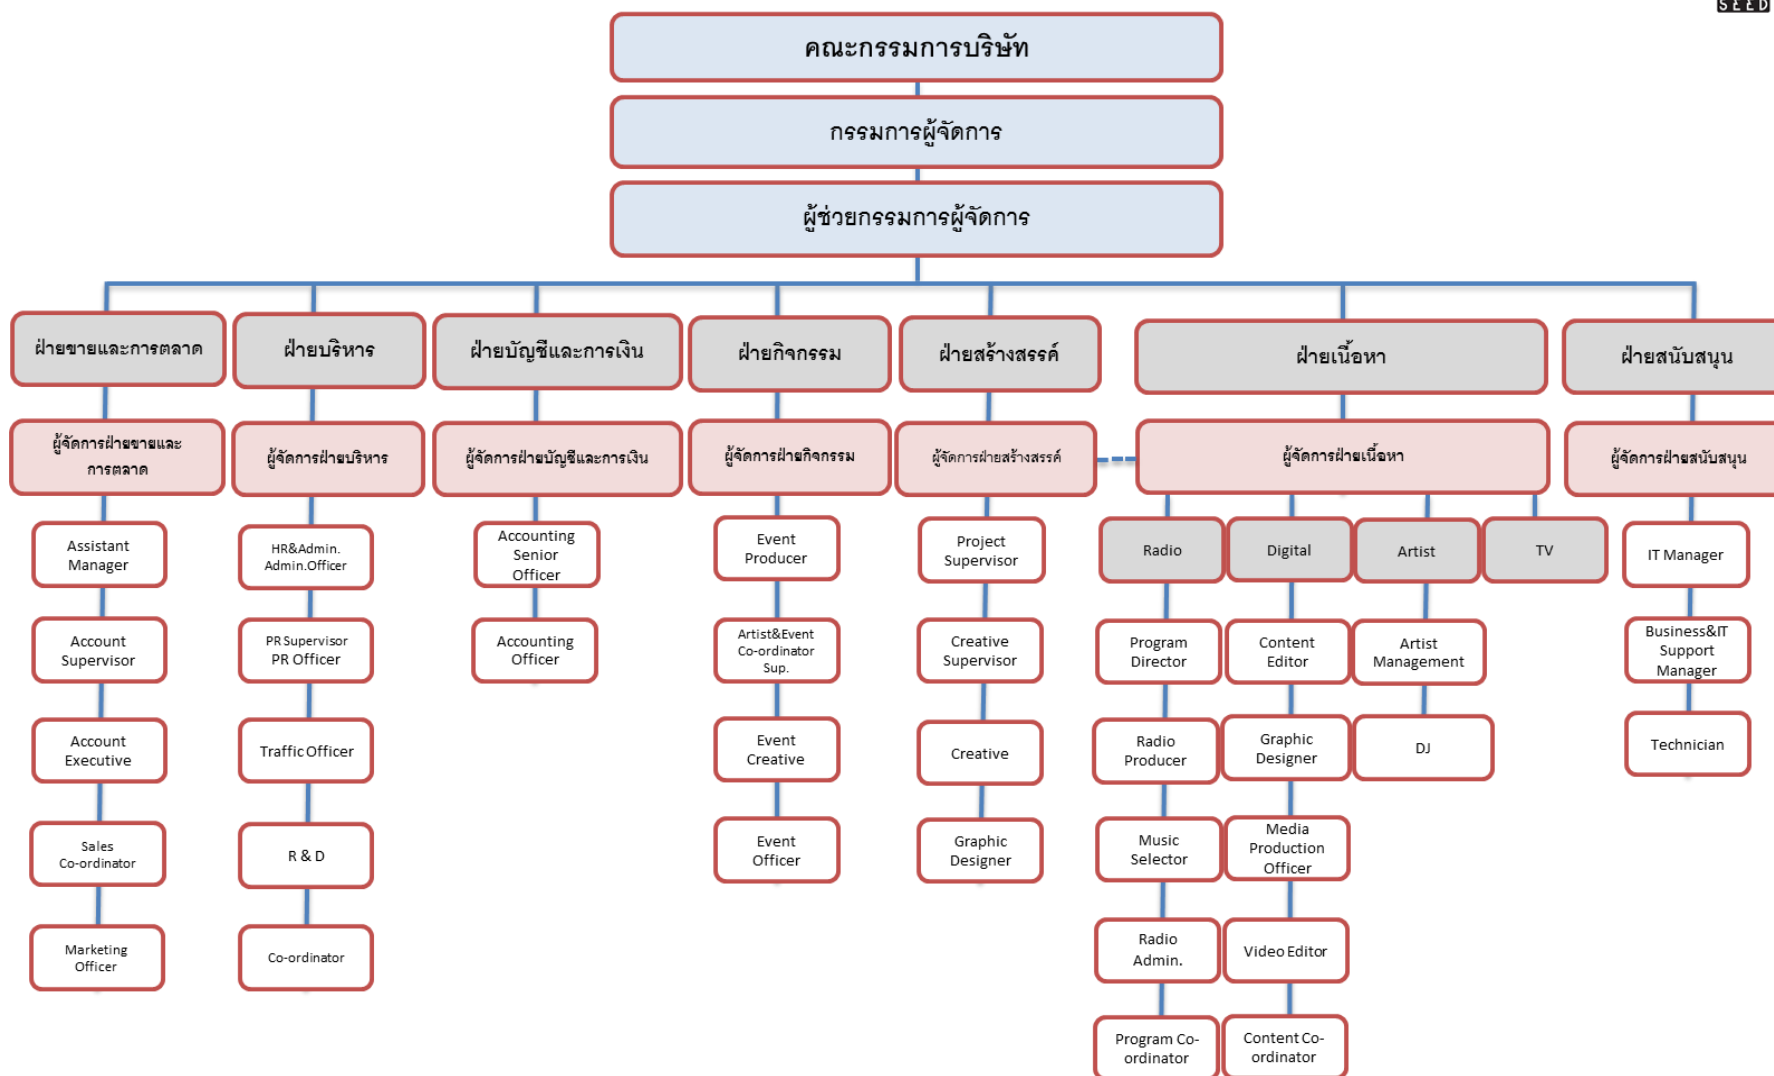 SEED
คณะกรรมการบริษัท
กรรมการผู้จัดการ
ผู้ช่วยกรรมการผู้จัดการ
ฝ่ายขายและการตลาด
ฝ่ายบริหาร
ฝ่ายบัญชีและการเงิน
ฝ่ายกิจกรรม
ฝ่ายสร้างสรรค์
ฝ่ายเนื้อหา
ฝ่ายสนับสนุน
ผู้จัดการฝ่ายขายและ
การตลาด
ผู้จัดการฝ่ายบริหาร
ผู้จัดการฝ่ายบัญชีและการเงิน
ผู้จัดการฝ่ายกิจกรรม
ผู้จัดการฝ่ายสร้างสรรค์
ผู้จัดการฝ่ายเนื้อหา
ผู้จัดการฝ่ายสนับสนุน
Assistant
Manager
HR&Admin.
Admin.Officer
Accounting
Senior
Officer
Event
Producer
Project
Supervisor
Radio
Digital
Artist
TV
IT Manager
Account
Supervisor
PR Supervisor
PR Officer
Accounting
Officer
Artist&Event
Co-ordinator
Sup.
Creative
Supervisor
Program
Director
Content
Editor
Artist
Management
Business&IT
Support
Manager
Account
Executive
Traffic Officer
Event
Creative
Creative
Radio
Producer
Graphic
Designer
DJ
Technician
Sales
Co-ordinator
R & D
Event
Officer
Graphic
Designer
Music
Selector
Media
Production
Officer
Marketing
Officer
Co-ordinator
Radio
Admin.
Video Editor
Program Co-
ordinator
Content Co-
ordinator